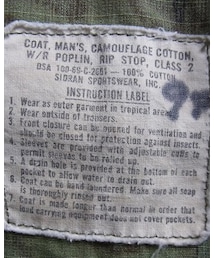 COAT, MAN'S, CAMOUFLAGE COTTON,
W/R POPLIN, RIP STOP, CLASS 2
DSA 100-69-C- 100% COTTON
SIDRAN SPORTSWEAR, INC.
INSTRUCTION LABEL
1. Wear as outer garment in tropical area
2. Wear outside of trousers.
3. Front closure can be opened for ventilation and
should be closed for protection against insects.
4. Sleeves are provided with adjustable cuffs to
permit sleeves to be rolled up.
5. A drain hole is provided at the bottom of each
pocket to allow water to drain out.
6. Coat can be hand laundered. Make sure all soap
is thoroughly rinsed out.
7. Coat is made longer than normal in order that
load carrying equipment does not cover pockets.